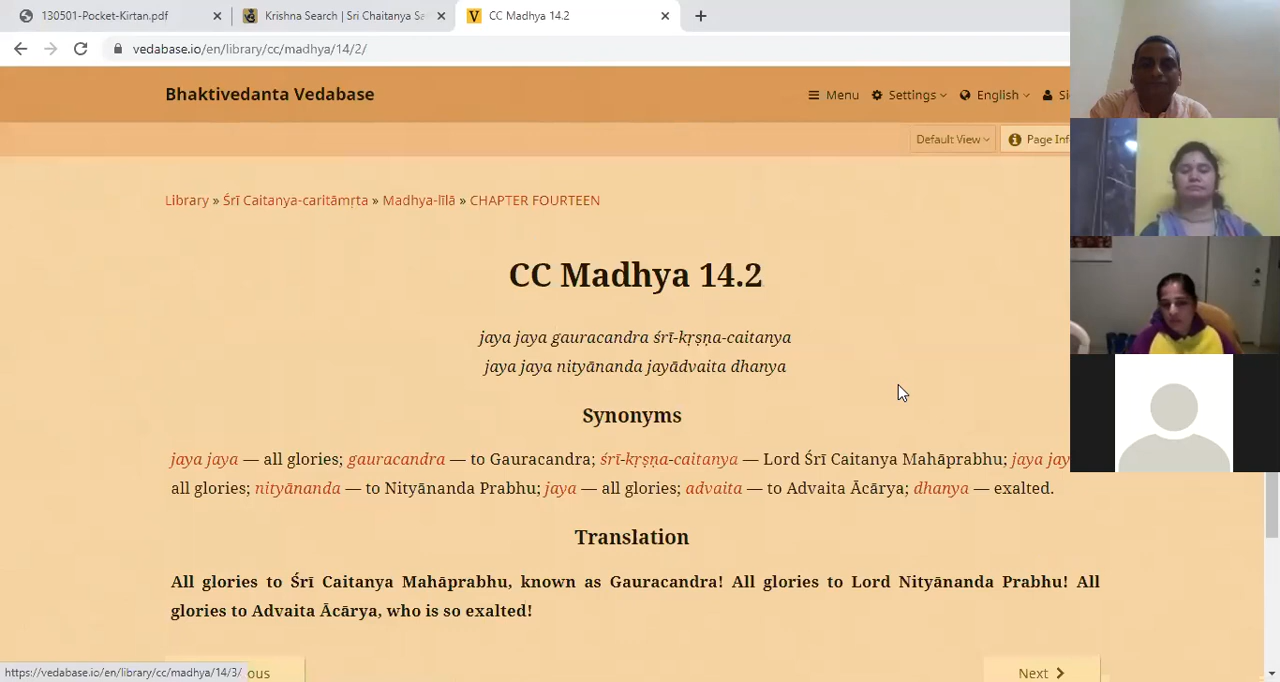 130501-Pocket-Kirtan.pdf
Krishna Search | Sri Chaitanya Sa
CC Madhya 14.2
vedabase.io/en/library/cc/madhya/14/2/
Bhaktivedanta Vedabase
Menu Settings English Si
Default View Page Inf
Library » Śrī Caitanya-caritāmṛta » Madhya-līlā » CHAPTER FOURTEEN
CC Madhya 14.2
jaya jaya gauracandra śrī-kṛṣṇa-caitanya
jaya jaya nityānanda jayādvaita dhanya
Synonyms
jaya jaya — all glories; gauracandra — to Gauracandra; śrī-kṛṣṇa-caitanya — Lord Śrī Caitanya Mahāprabhu; jaya jay
all glories; nityānanda — to Nityānanda Prabhu; jaya — all glories; advaita — to Advaita Ācārya; dhanya — exalted.
Translation
All glories to Śrī Caitanya Mahāprabhu, known as Gauracandra! All glories to Lord Nityānanda Prabhu! All
glories to Advaita Ācārya, who is so exalted!
https://vedabase.io/en/library/cc/madhya/14/3/ ous
Next